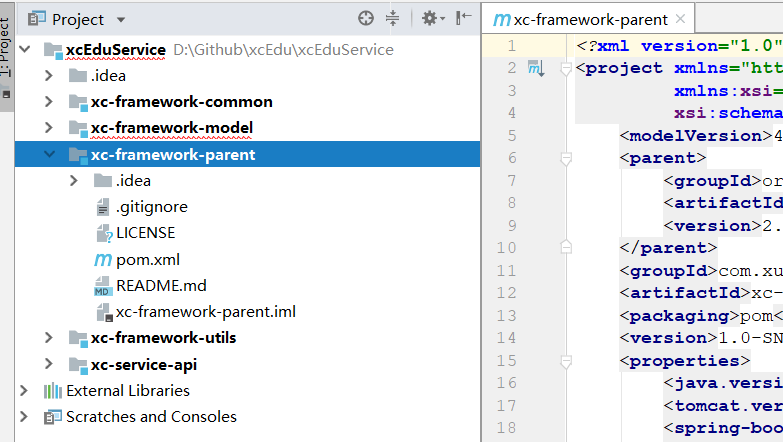 1: Project
Project
xcEduService D:\Github\xcEdu\xcEduService
.idea
xc-framework-common
xc-framework-model
xc-framework-parent
.idea
.gitignore
LICENSE
pom.xml
README.md
xc-framework-parent.iml
xc-framework-utils
xc-service-api
External Libraries
Scratches and Consoles
xc-framework-parent
1 <?xml version="1.0"
2 <project xmlns="htt
3 xmlns:xsi=
4 xsi:schema
5 <modelVersion>4
6 <parent>
7 <groupId>or
8 <artifactId
9 <version>2.
10 </parent>
11 <groupId>com.xu
12 <artifactId>xc-
13 <packaging>pom<
14 <version>1.0-SN
15 <properties>
16 <java.versi
17 <tomcat.ver
18 <spring-boo